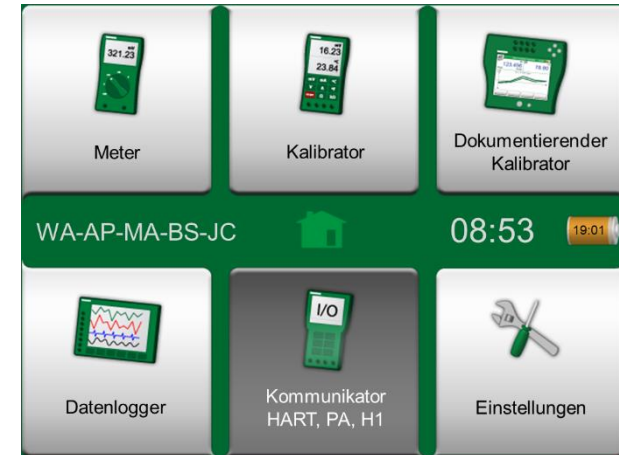 321.23
Meter
16.23
23.84
Kalibrator
Dokumentierender
Kalibrator
WA-AP-MA-BS-JC
08:53
19:01
Datenlogger
I/O
Kommunikator
HART, PA, H1
Einstellungen